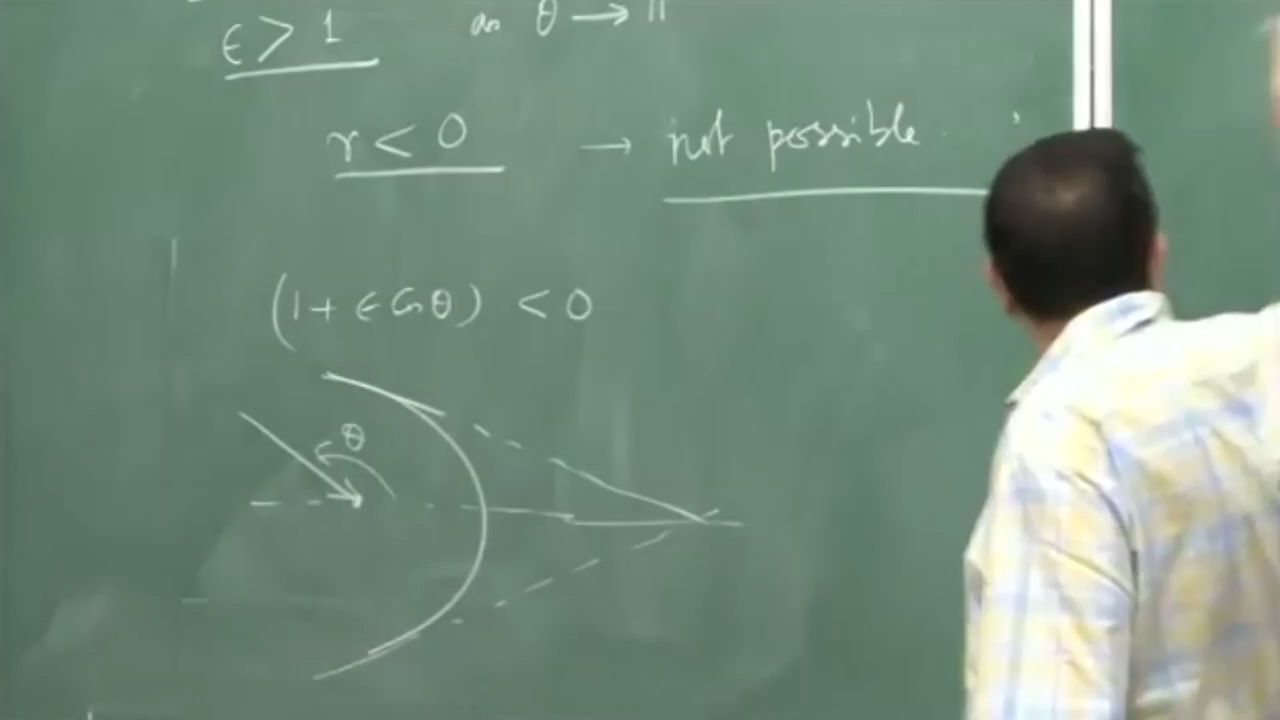 ϵ > 1 as θ → π
r < 0 → not possible.
(1 + ϵ Cos θ) < 0
θ